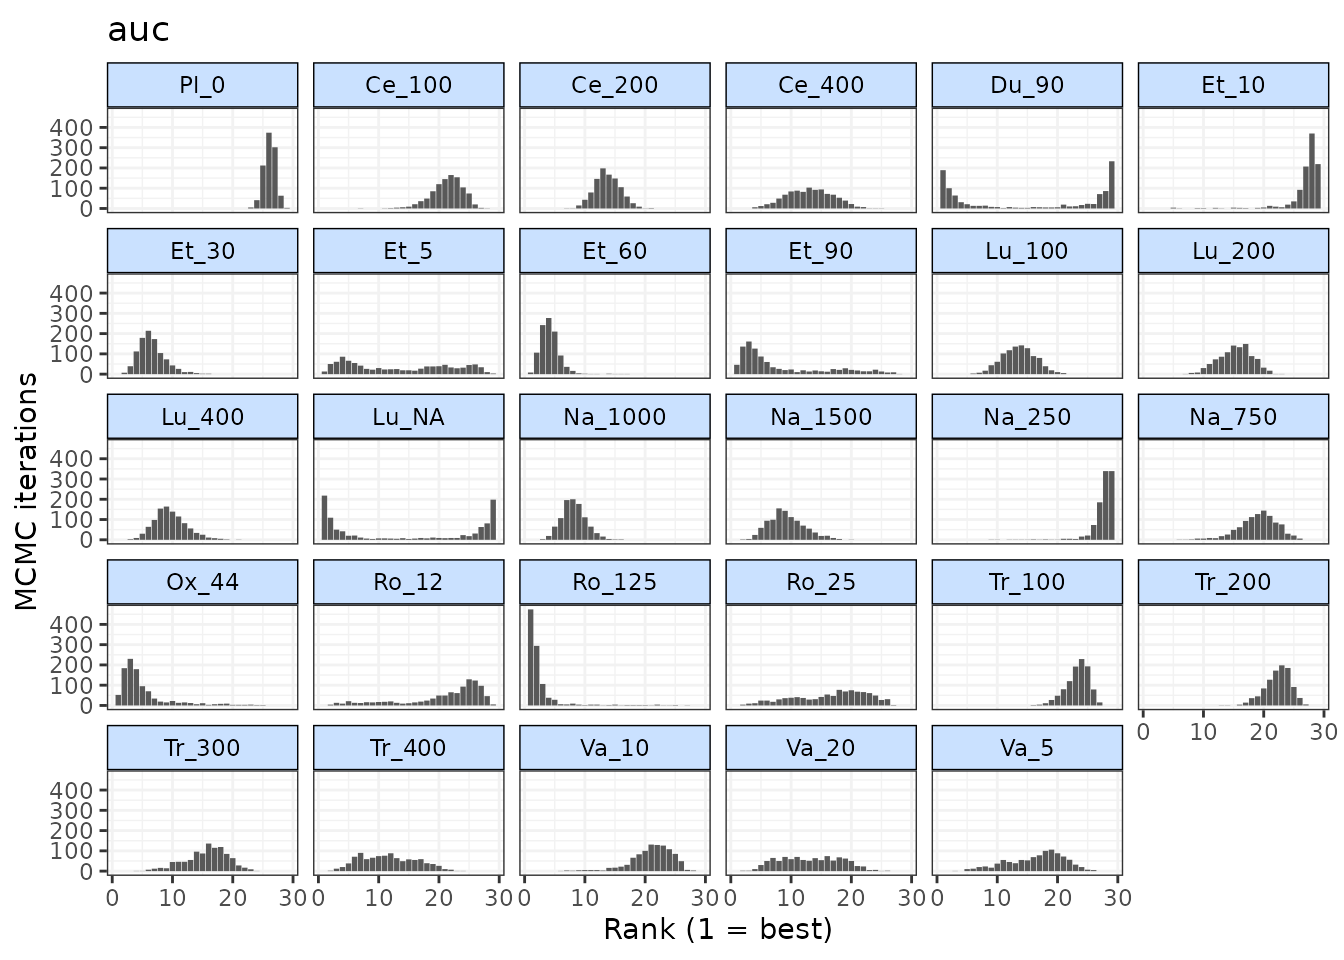 auc
Pl_0 Ce_100 Ce_200 Ce_400 Du_90 Et_10
400
300
200
100
0
Et_30 Et_5 Et_60 Et_90 Lu_100 Lu_200
400
300
200
100
0
Lu_400 Lu_NA Na_1000 Na_1500 Na_250 Na_750
400
300
200
100
0
Ox_44 Ro_12 Ro_125 Ro_25 Tr_100 Tr_200
400
300
200
100
0
0 10 20 30
Tr_300 Tr_400 Va_10 Va_20 Va_5
400
300
200
100
0
0 10 20 30 0 10 20 30 0 10 20 30 0 10 20 30 0 10 20 30
MCMC iterations
Rank (1 = best)